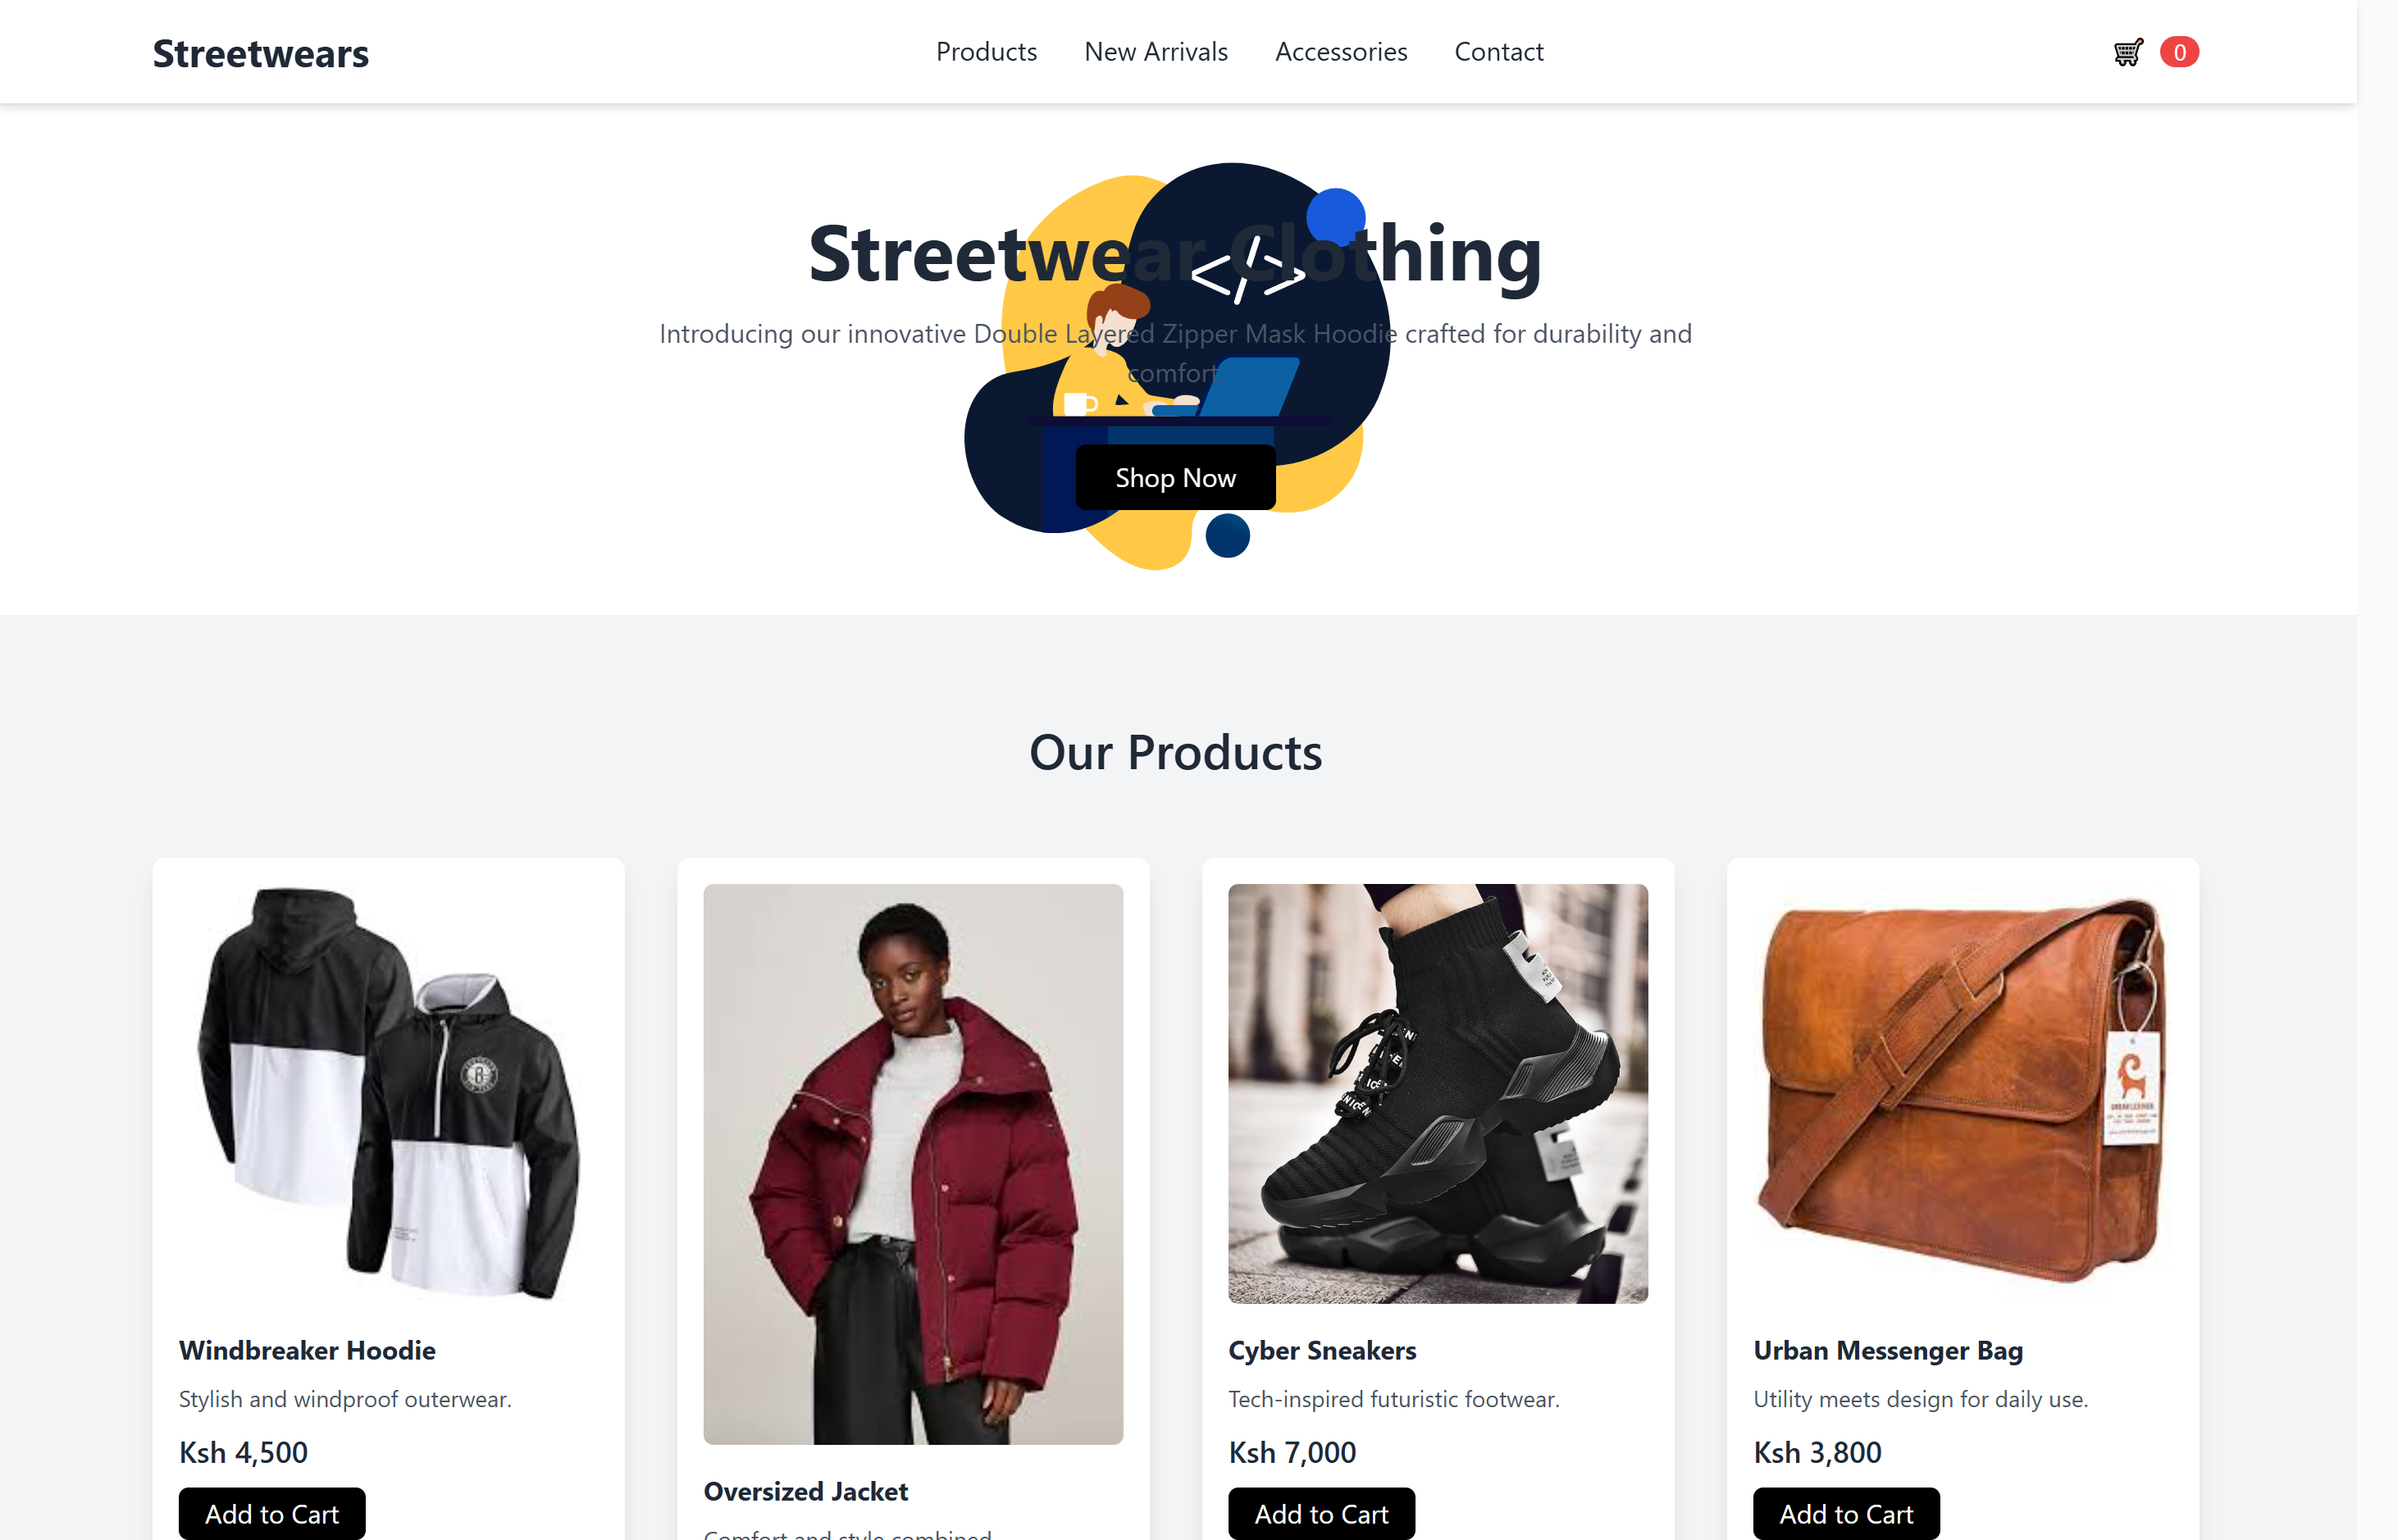 Streetwears
Products
New Arrivals
Accessories
Contact
0
Streetwear Clothing
</>
Introducing our innovative Double Layered Zipper Mask Hoodie crafted for durability and
comfort.
Shop Now
Our Products
B
Windbreaker Hoodie
Stylish and windproof outerwear.
Ksh 4,500
Add to Cart
Oversized Jacket
Comfort and style combined.
Cyber Sneakers
Tech-inspired futuristic footwear.
Ksh 7,000
Add to Cart
URBAN LEATHER
Urban Messenger Bag
Utility meets design for daily use.
Ksh 3,800
Add to Cart